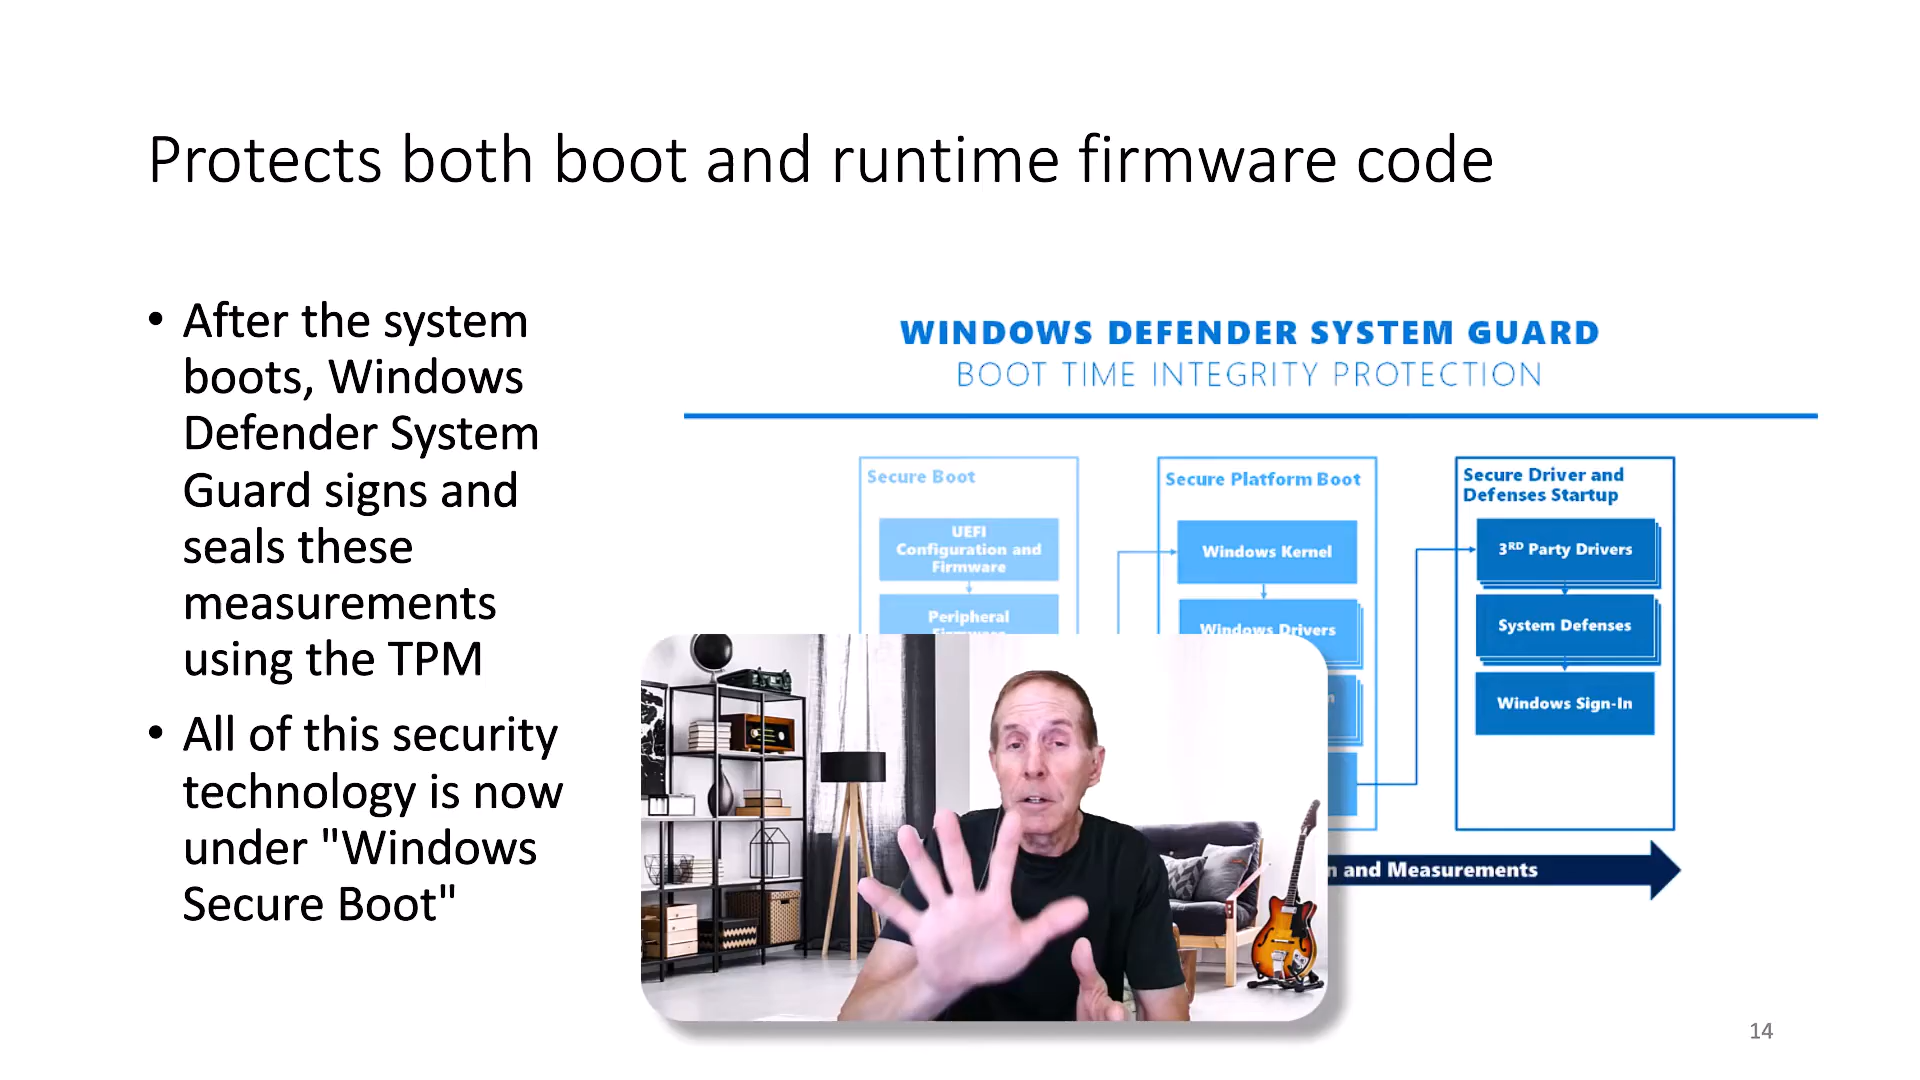 Protects both boot and runtime firmware code
• After the system
boots, Windows
Defender System
Guard signs and
seals these
measurements
using the TPM
• All of this security
technology is now
under "Windows
Secure Boot"
WINDOWS DEFENDER SYSTEM GUARD
BOOT TIME INTEGRITY PROTECTION
Secure Boot
UEFI
Configuration and
Firmware
Peripheral
Secure Platform Boot
Windows Kernel
Windows Drivers
Secure Driver and
Defenses Startup
3RD Party Drivers
System Defenses
Windows Sign-In
and Measurements
14